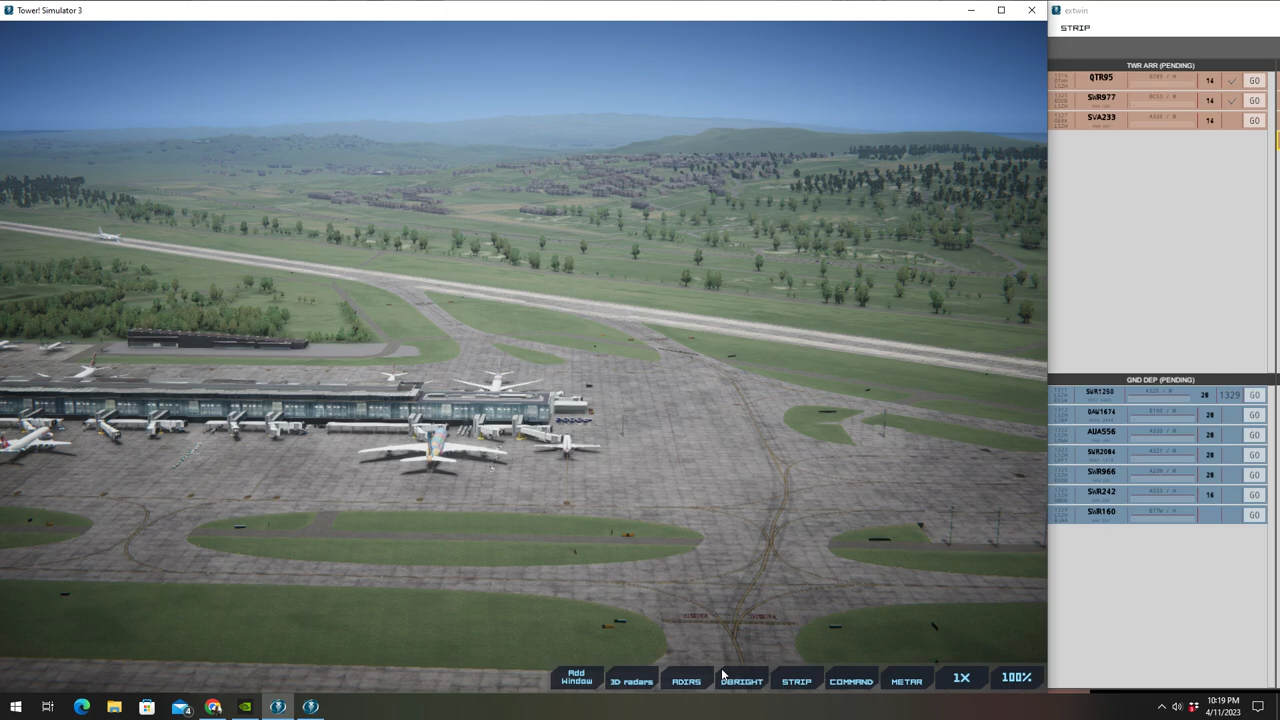 Tower! Simulator 3
extwin
STRIP
TWR ARR (PENDING)
QTR95 14 GO
SWR977 14 GO
SVA233 14 GO
GND DEP (PENDING)
SWR1250 28 1329 GO
28 GO
AUA556 28 GO
SWR2084 28 GO
SWR966 28 GO
SWR242 16 GO
SWR160 GO
Add Window
3D radars
ADIRS
DBRIGHT
STRIP
COMMAND
METAR
1X
100%
4
10:19 PM
4/11/2023